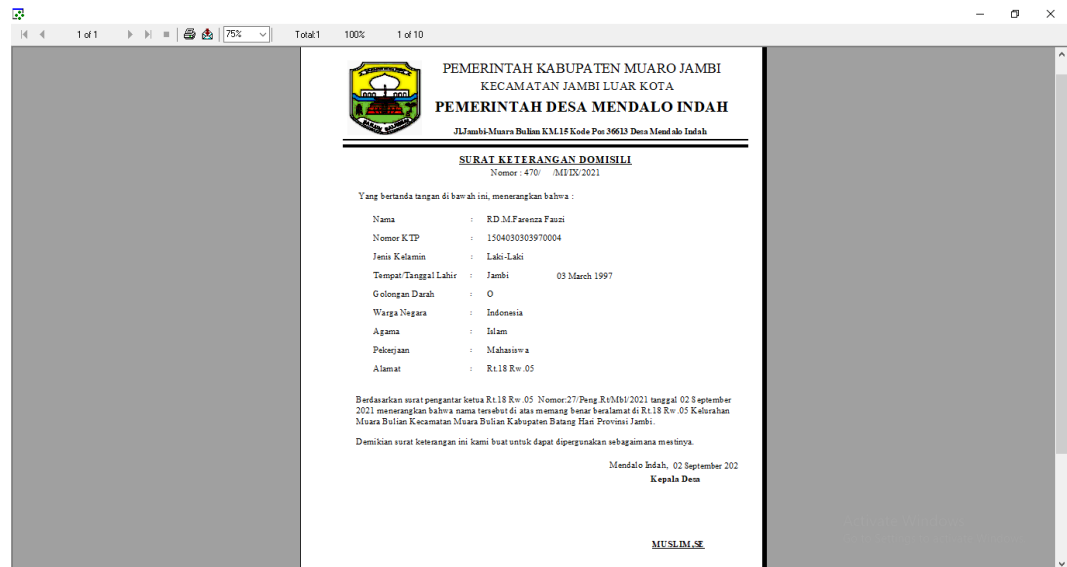 1 of 1
75%
Total:1
100%
1 of 10
PEMERINTAH KABUPATEN MUARO JAMBI
KECAMATAN JAMBI LUAR KOTA
PEMERINTAH DESA MENDALO INDAH
Jl.Jambi-Muara Bulian KM.15 Kode Pos 36613 Desa Mendalo Indah
SURAT KETERANGAN DOMISILI
Nomor : 470/ /MI/IX/2021
Yang bertanda tangan di bawah ini, menerangkan bahwa :
Nama : RD.M.Farenza Fauzi
Nomor KTP : 1504030303970004
Jenis Kelamin : Laki-Laki
Tempat/Tanggal Lahir : Jambi 03 March 1997
Golongan Darah : O
Warga Negara : Indonesia
Agama : Islam
Pekerjaan : Mahasiswa
Alamat : Rt.18 Rw.05
Berdasarkan surat pengantar ketua Rt.18 Rw.05 Nomor:27/Peng.Rt/Mbl/2021 tanggal 02 September
2021 menerangkan bahwa nama tersebut di atas memang benar beralamat di Rt.18 Rw.05 Kelurahan
Muara Bulian Kecamatan Muara Bulian Kabupaten Batang Hari Provinsi Jambi.
Demikian surat keterangan ini kami buat untuk dapat dipergunakan sebagaimana mestinya.
Mendalo Indah, 02 September 202
Kepala Desa
MUSLIM,SE